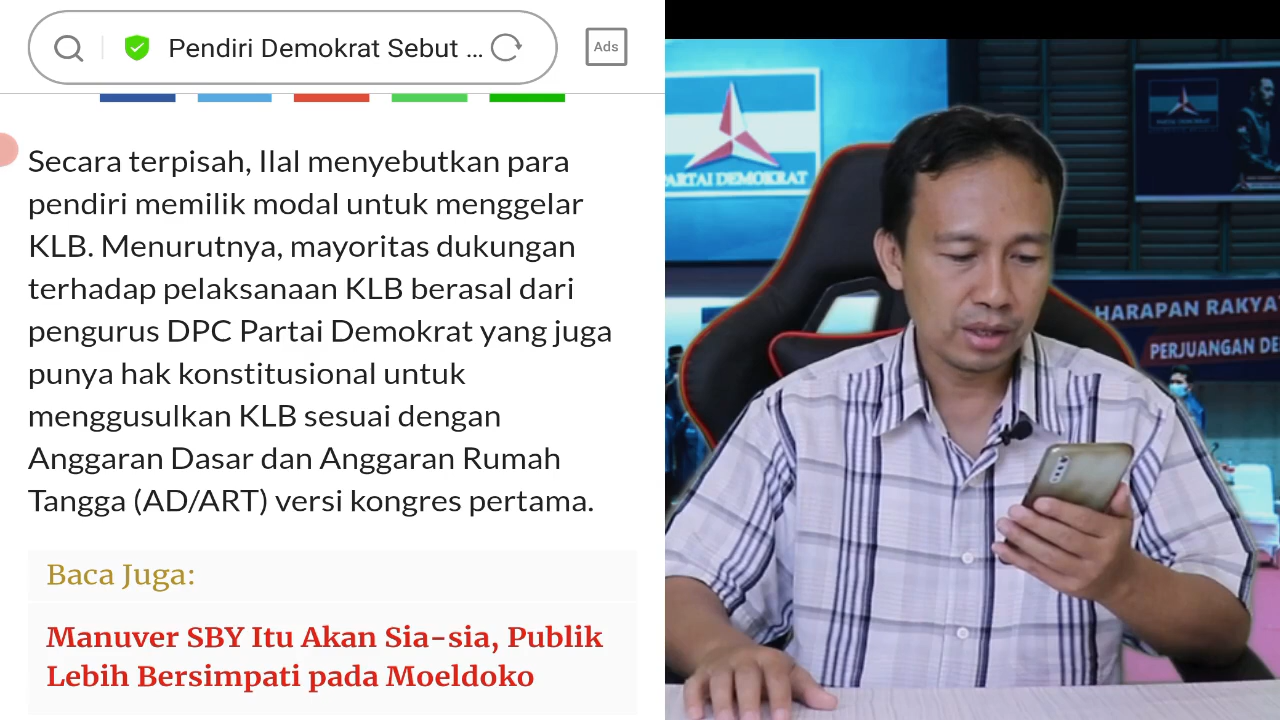 Pendiri Demokrat Sebut ...
Ads
Secara terpisah, Ilal menyebutkan para
pendiri memilik modal untuk menggelar
KLB. Menurutnya, mayoritas dukungan
terhadap pelaksanaan KLB berasal dari
pengurus DPC Partai Demokrat yang juga
punya hak konstitusional untuk
menggusulkan KLB sesuai dengan
Anggaran Dasar dan Anggaran Rumah
Tangga (AD/ART) versi kongres pertama.
Baca Juga:
Manuver SBY Itu Akan Sia-sia, Publik
Lebih Bersimpati pada Moeldoko
PARTAI DEMOKRAT
PARTAI DEMOKRAT
HARAPAN RAKYA
PERJUANGAN DE